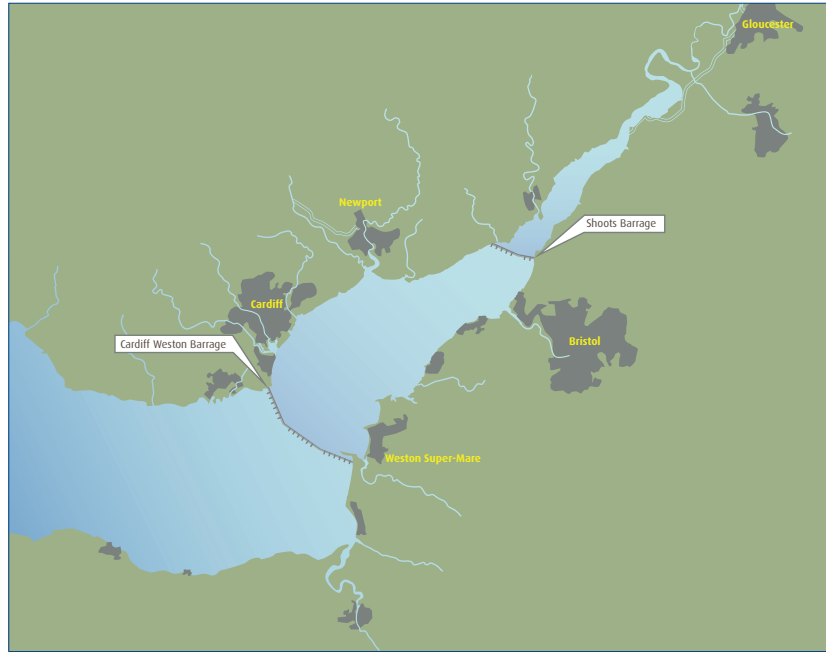 Gloucester
Newport
Shoots Barrage
Cardiff
Bristol
Cardiff Weston Barrage
Weston Super-Mare